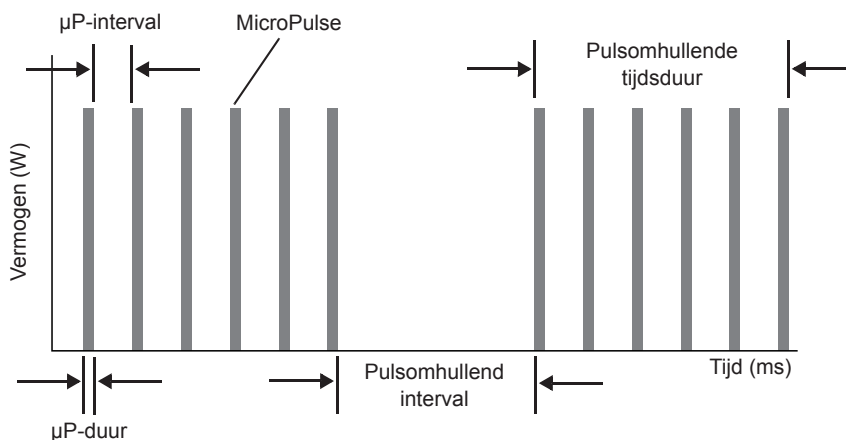 µP-interval
MicroPulse
Pulsomhullende
tijdsduur
Vermogen (W)
Tijd (ms)
Pulsomhullend
interval
µP-duur